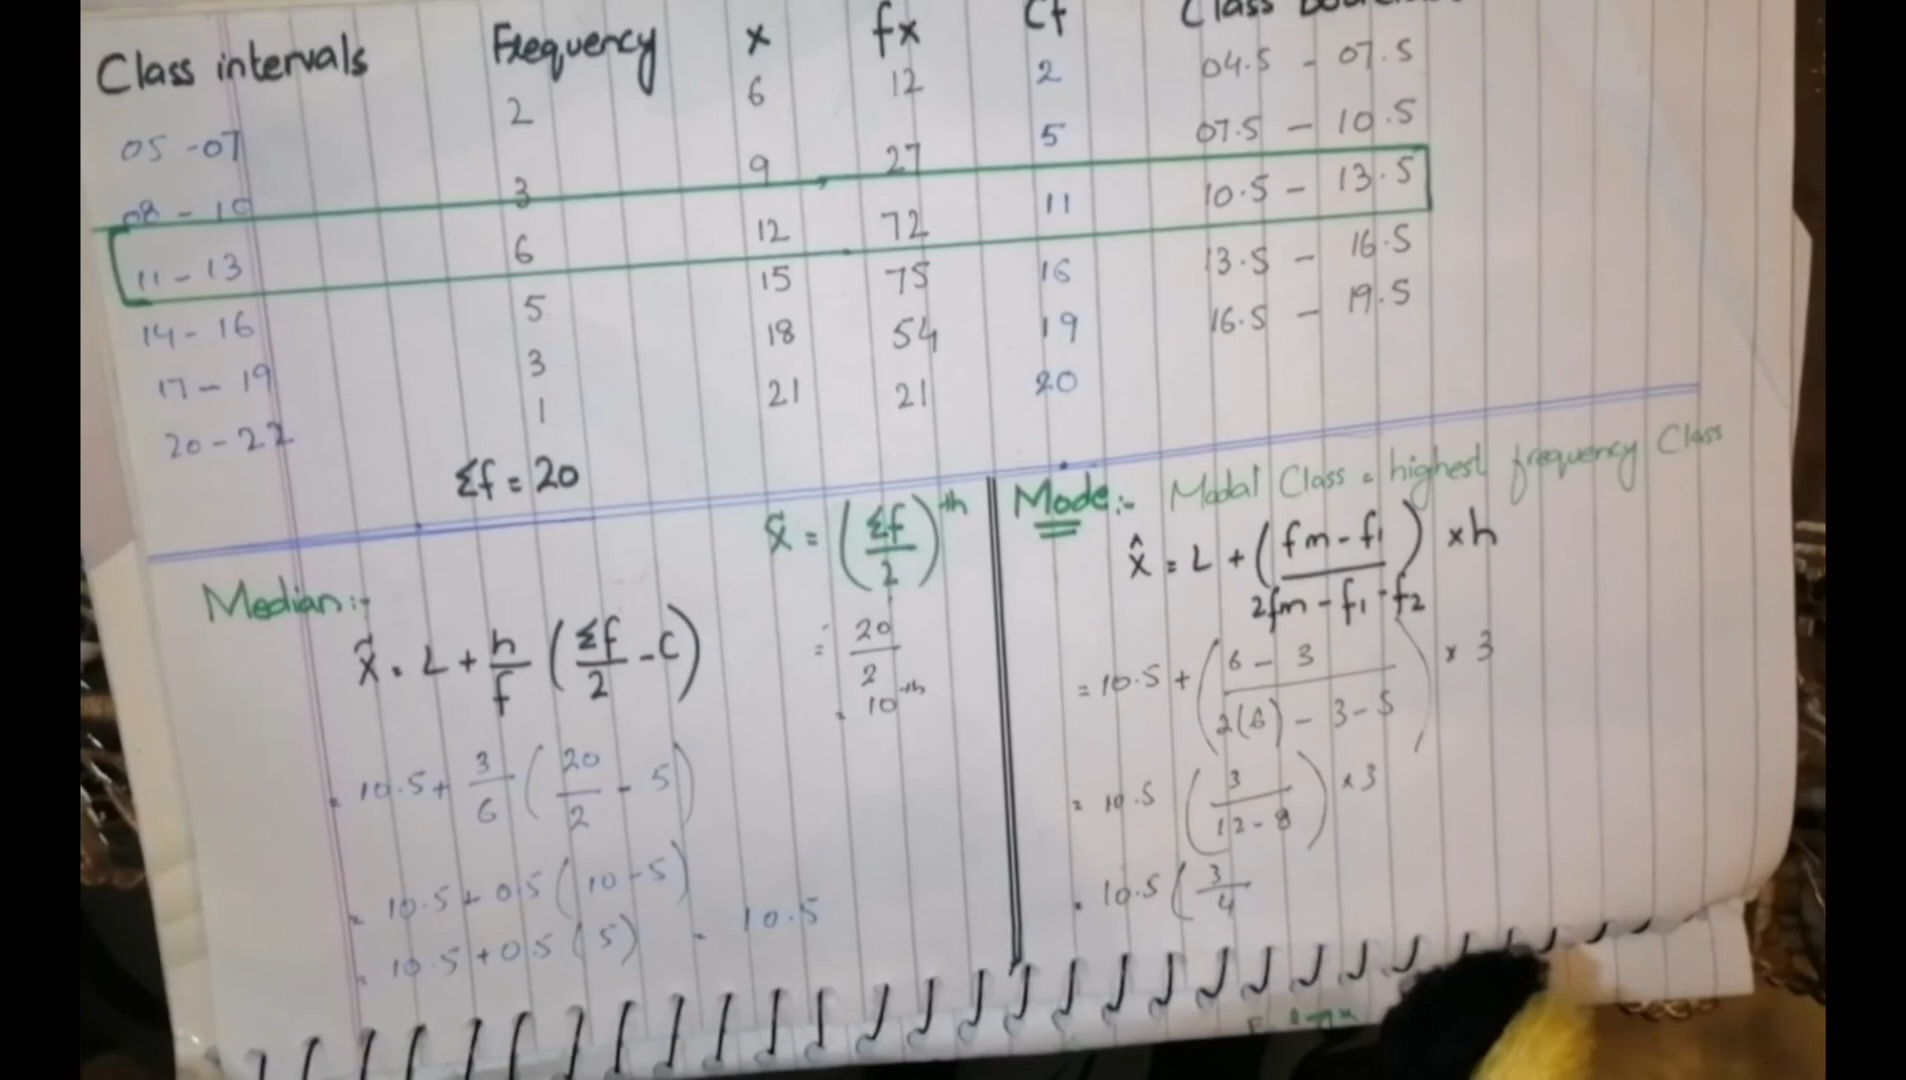 Class intervals Frequency x fx Cf Class
05 - 07 2 6 12 2 04.5 - 07.5
08 - 10 3 9 27 5 07.5 - 10.5
11 - 13 6 12 72 11 10.5 - 13.5
14 - 16 5 15 75 16 13.5 - 16.5
17 - 19 3 18 54 19 16.5 - 19.5
20 - 22 1 21 21 20
Σf = 20
Median:-
x̃ = L + h/f (Σf/2 - C)
= 10.5 + 3/6 (20/2 - 5)
= 10.5 + 0.5 (10 - 5)
= 10.5 + 0.5 (5) = 10.5
x̃ = (Σf/2)th
= 20/2
= 10th
Mode:- Modal Class = highest frequency Class
x̂ = L + (fm - f1 / 2fm - f1 - f2) × h
= 10.5 + (6 - 3 / 2(6) - 3 - 5) × 3
= 10.5 (3 / 12 - 8) × 3
= 10.5 (3/4